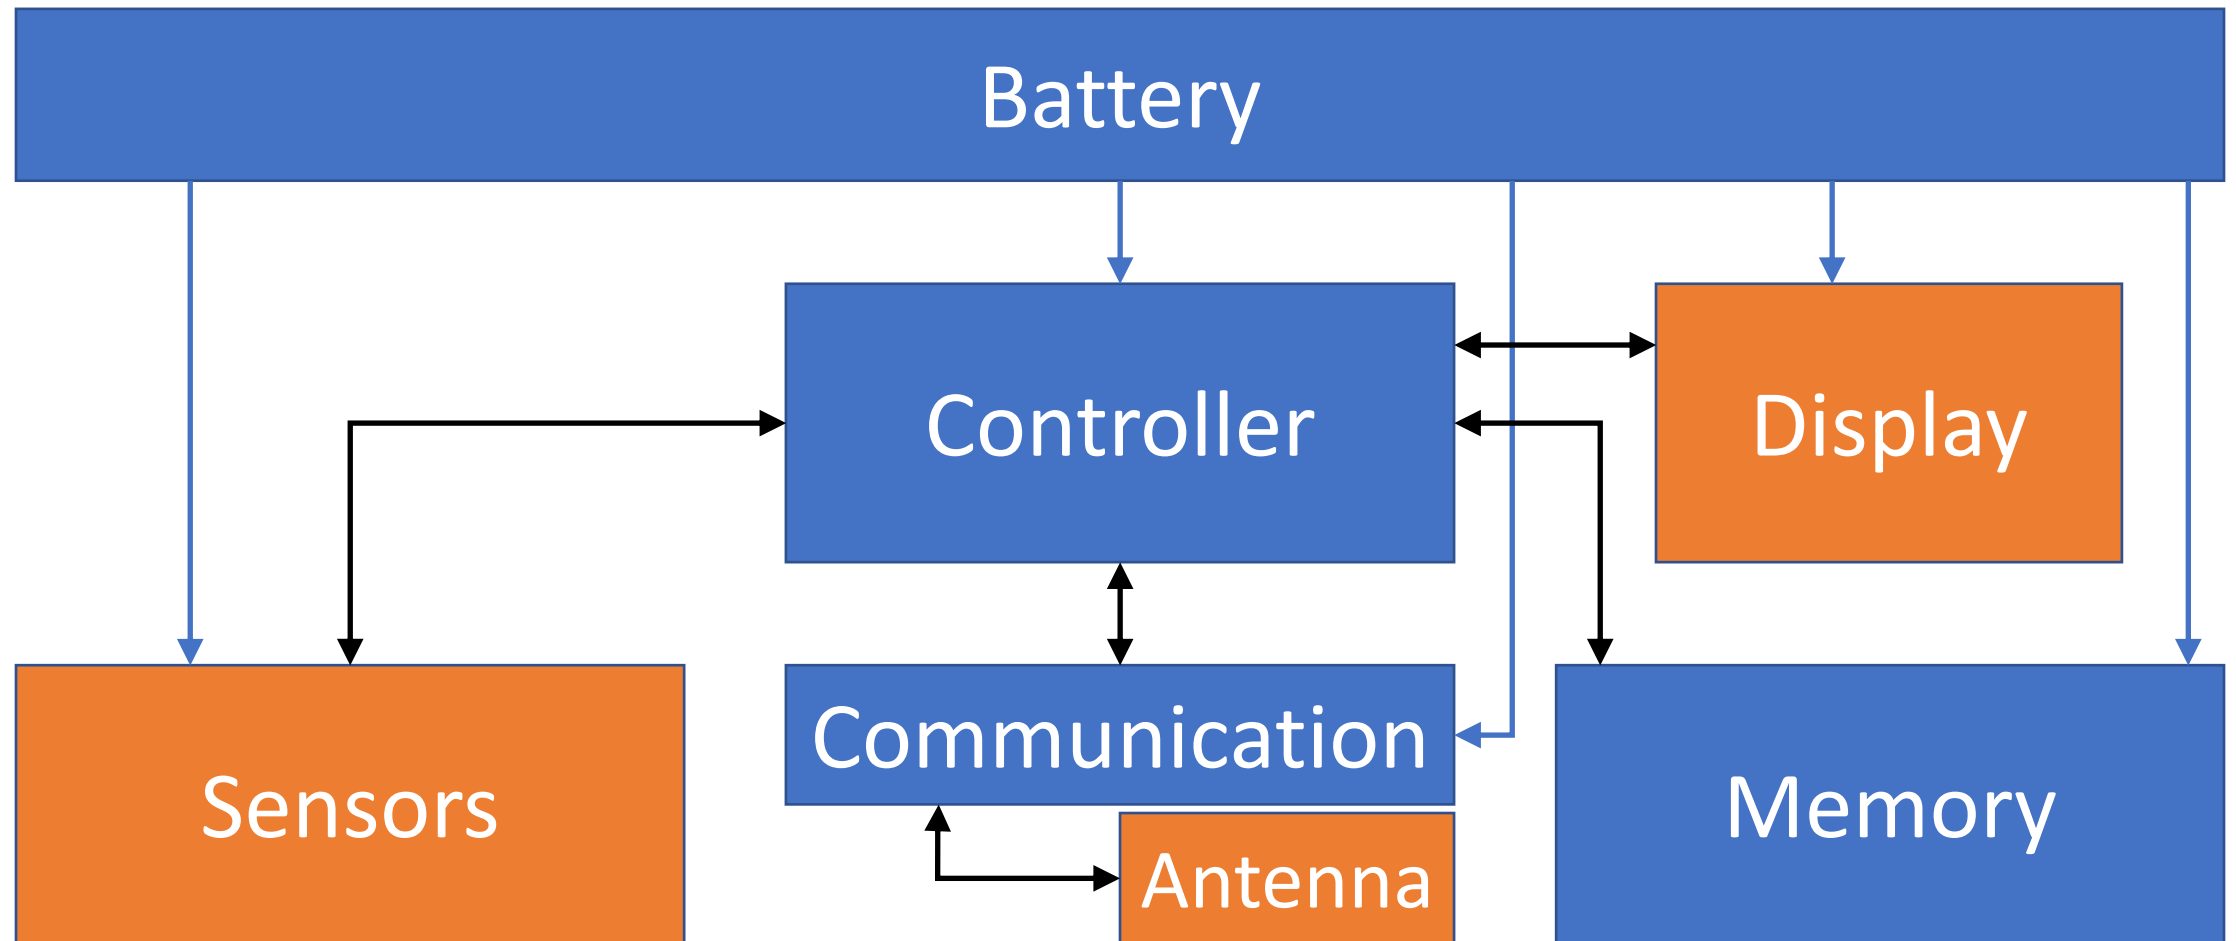 Battery
Controller
Display
Communication
Sensors
Memory
Antenna